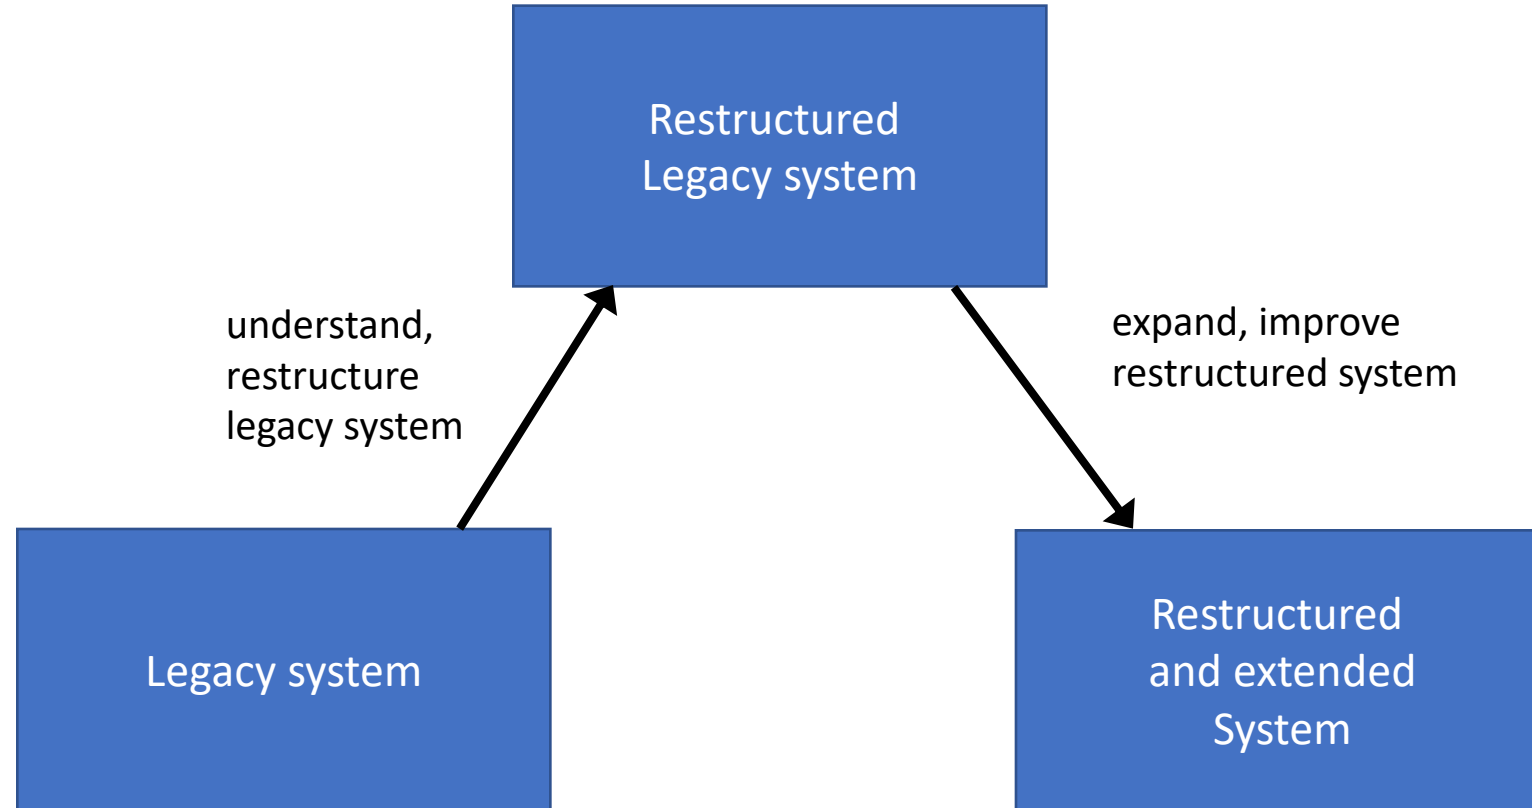 Restructured
Legacy system
understand,
restructure
legacy system
expand, improve
restructured system
Legacy system
Restructured
and extended
System